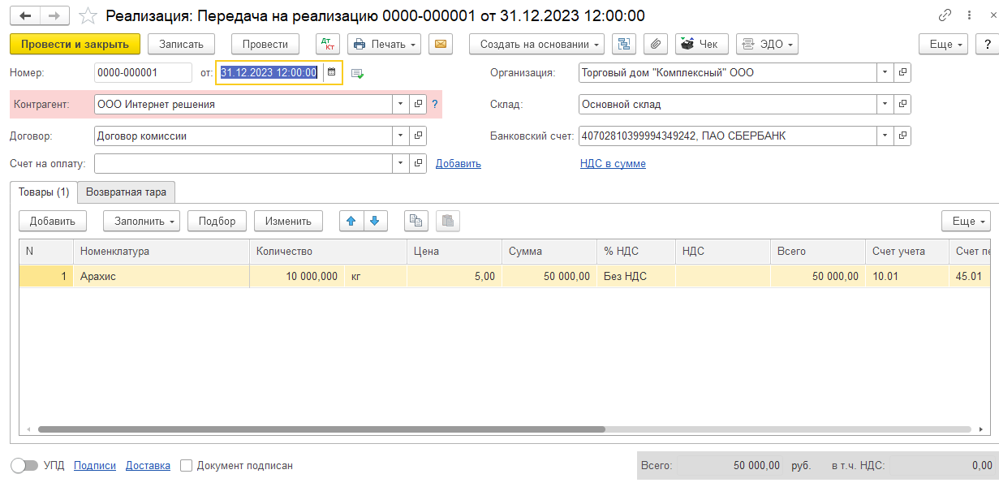 Реализация: Передача на реализацию 0000-000001 от 31.12.2023 12:00:00
Провести и закрыть Записать Провести Дт Кт Печать Создать на основании Чек ЭДО Еще ?
Номер: 0000-000001 от: 31.12.2023 12:00:00 Организация: Торговый дом "Комплексный" ООО
Контрагент: ООО Интернет решения ? Склад: Основной склад
Договор: Договор комиссии Банковский счет: 40702810399994349242, ПАО СБЕРБАНК
Счет на оплату: Добавить НДС в сумме
Товары (1) Возвратная тара
Добавить Заполнить Подбор Изменить Еще
N Номенклатура Количество Цена Сумма % НДС НДС Всего Счет учета Счет пе
1 Арахис 10 000,000 кг 5,00 50 000,00 Без НДС 50 000,00 10.01 45.01
УПД Подписи Доставка Документ подписан Всего: 50 000,00 руб. в т.ч. НДС: 0,00